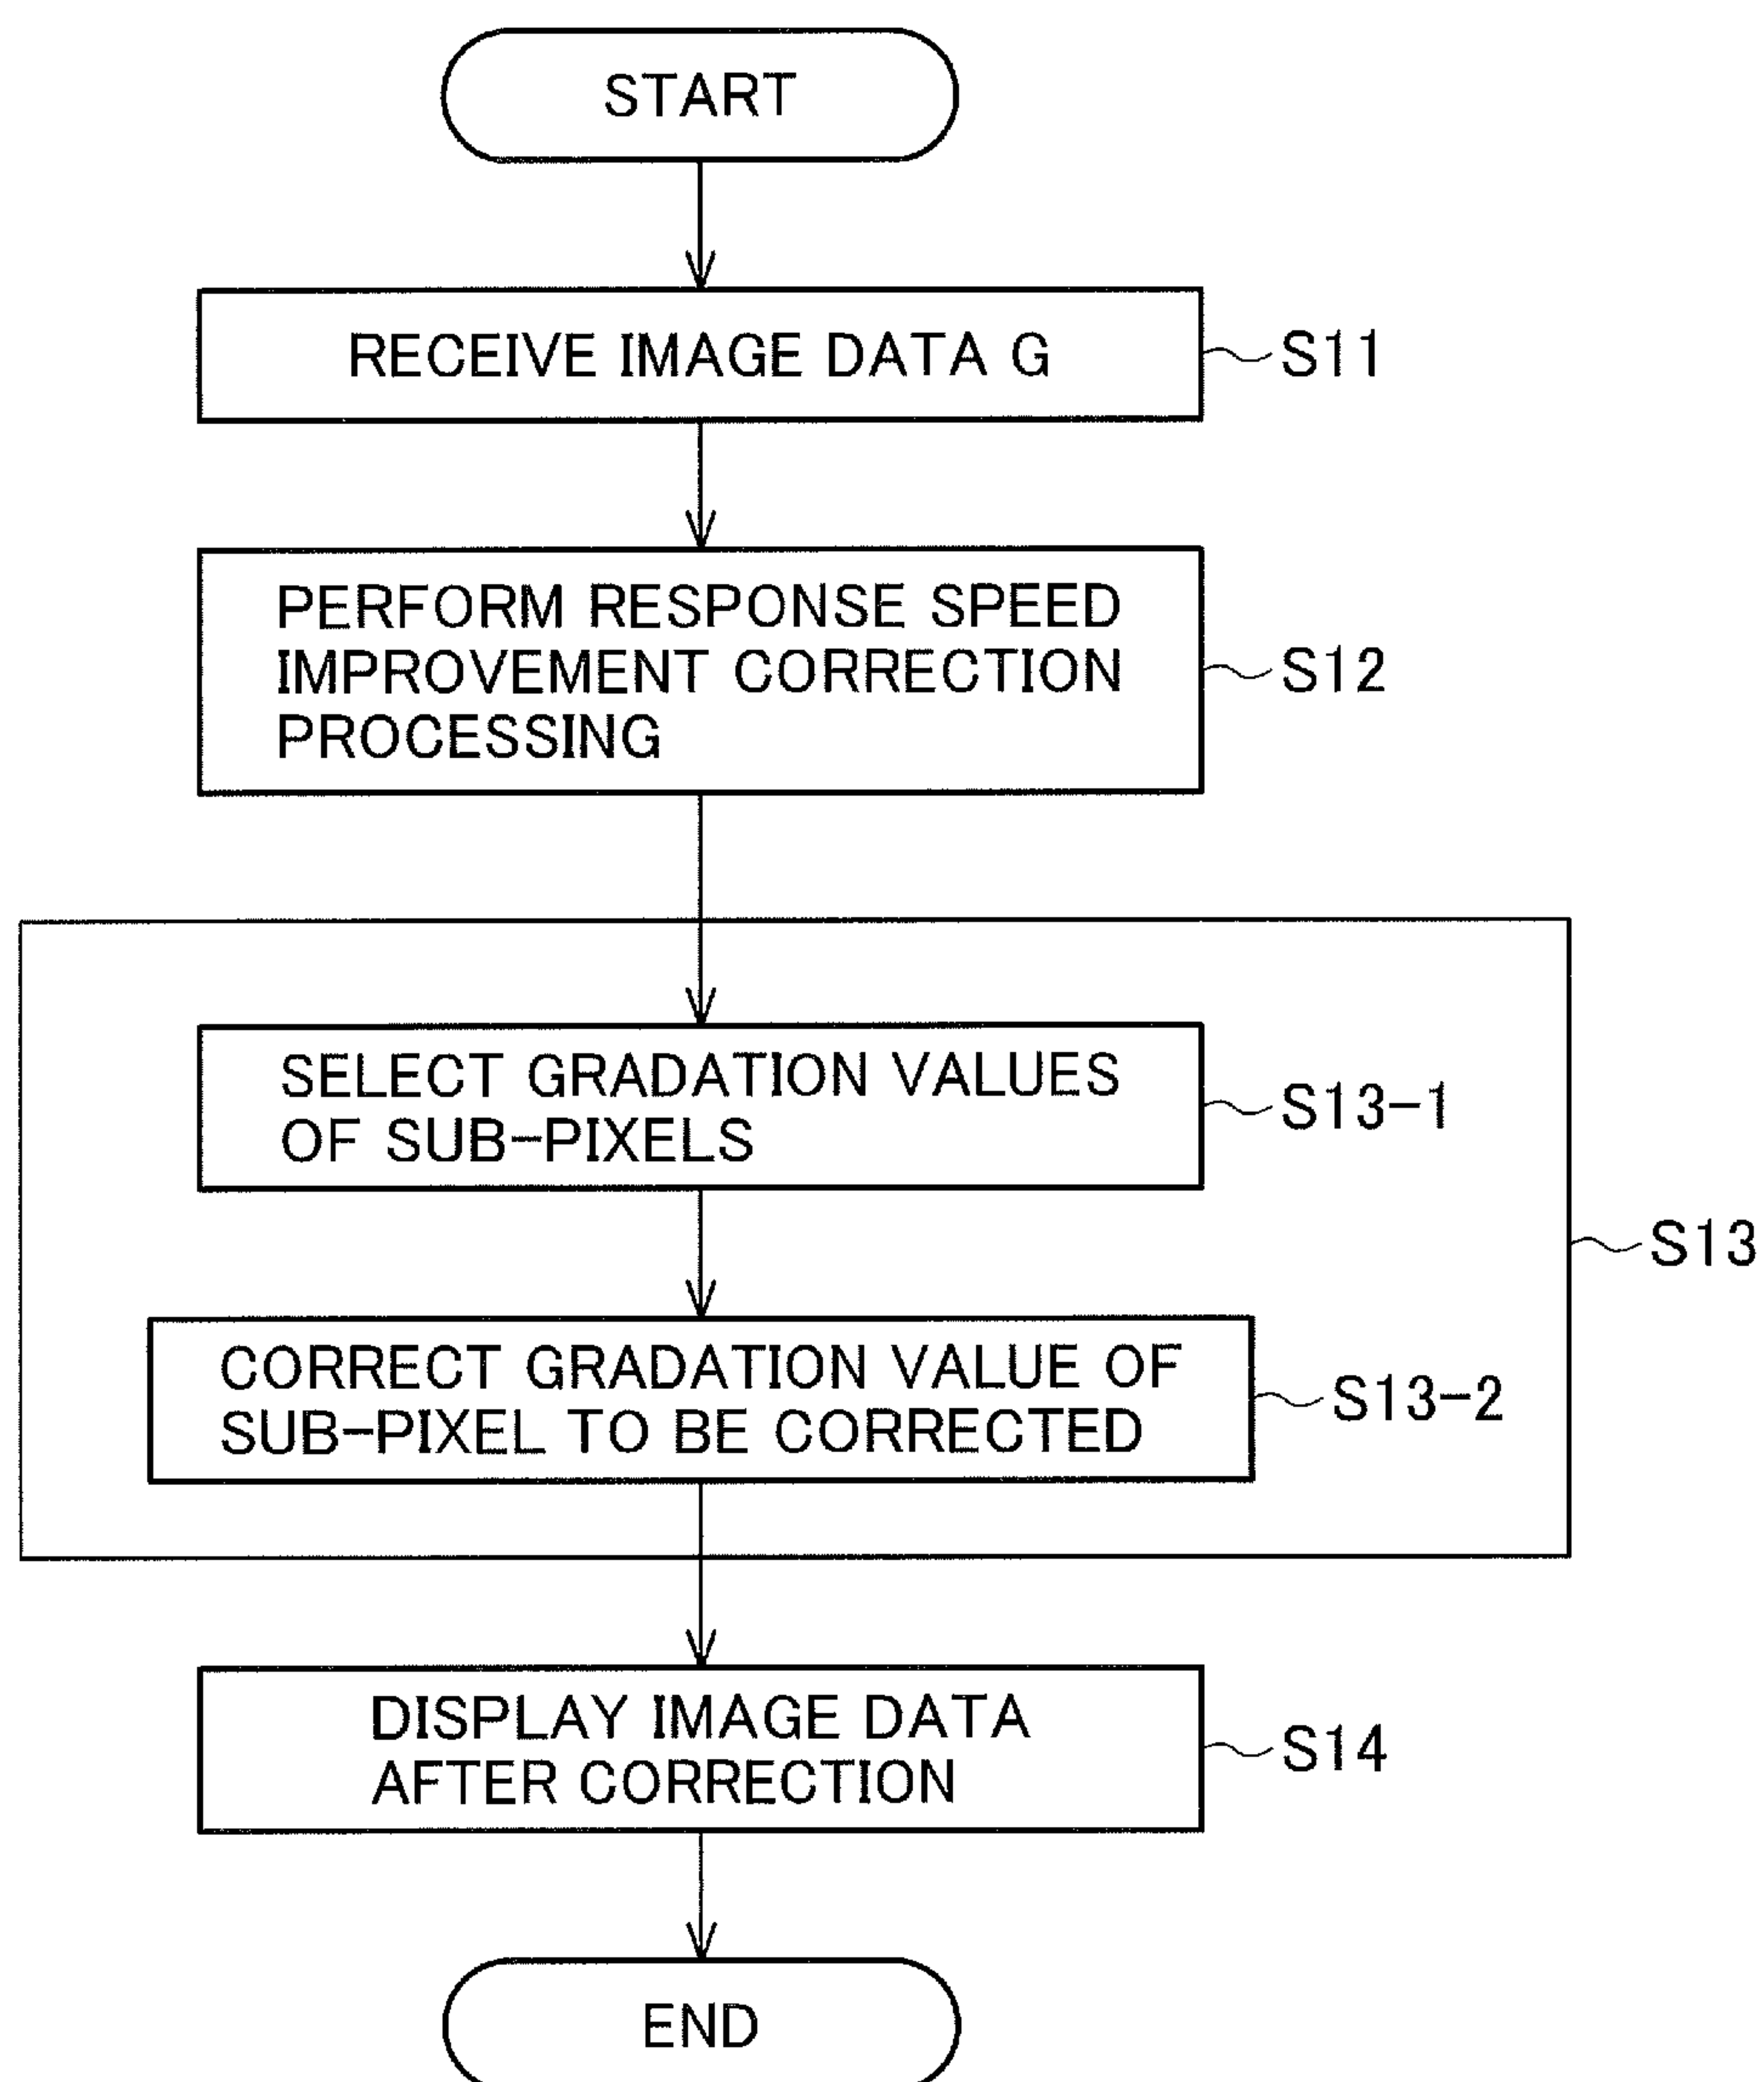 START
RECEIVE IMAGE DATA G
S11
PERFORM RESPONSE SPEED
IMPROVEMENT CORRECTION
PROCESSING
S12
SELECT GRADATION VALUES
OF SUB-PIXELS
S13-1
S13
CORRECT GRADATION VALUE OF
SUB-PIXEL TO BE CORRECTED
S13-2
DISPLAY IMAGE DATA
AFTER CORRECTION
S14
END